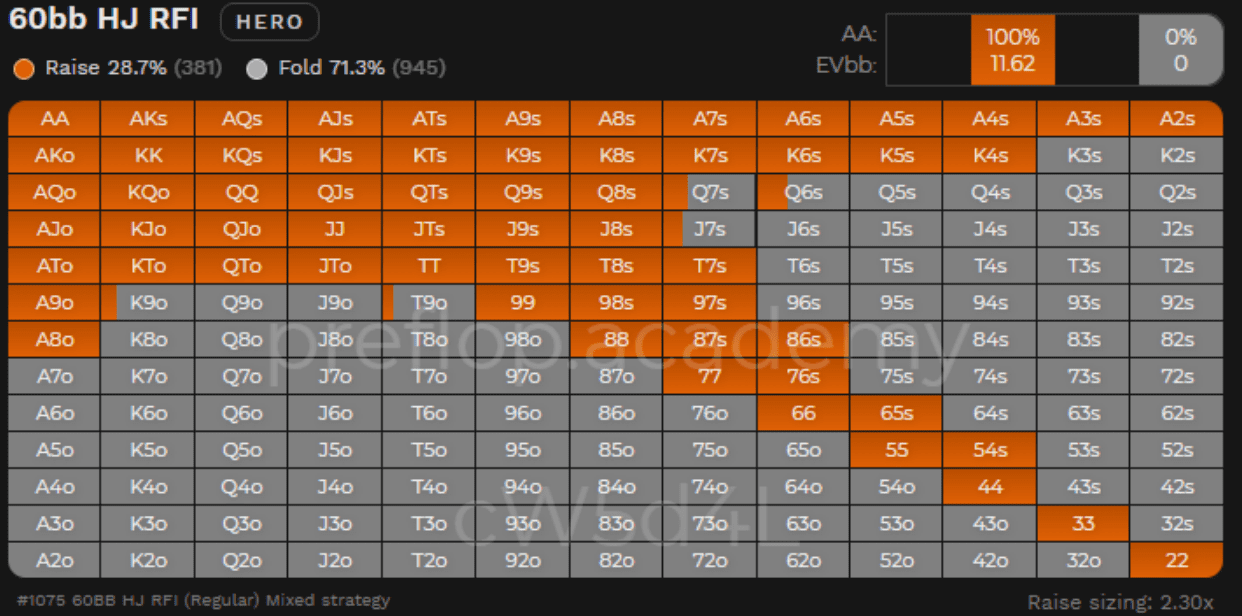 60bb HJ RFI HERO
AA: 100% 0%
Raise 28.7% (381) Fold 71.3% (945)
EVbb: 11.62 0
AA AKs AQs AJs ATs A9s A8s A7s A6s A5s A4s A3s A2s
AKo KK KQs KJs KTs K9s K8s K7s K6s K5s K4s K3s K2s
AQo KQo QQ QJs QTs Q9s Q8s Q7s Q6s Q5s Q4s Q3s Q2s
AJo KJo QJo JJ JTs J9s J8s J7s J6s J5s J4s J3s J2s
ATo KTo QTo JTo TT T9s T8s T7s T6s T5s T4s T3s T2s
A9o K9o Q9o J9o T9o 99 98s 97s 96s 95s 94s 93s 92s
A8o K8o Q8o J8o T8o 98o 88 87s 86s 85s 84s 83s 82s
preflop.academy
A7o K7o Q7o J7o T7o 97o 87o 77 76s 75s 74s 73s 72s
A6o K6o Q6o J6o T6o 96o 86o 76o 66 65s 64s 63s 62s
A5o K5o Q5o J5o T5o 95o 85o 75o 65o 55 54s 53s 52s
A4o K4o Q4o J4o T4o 94o 84o 74o 64o 54o 44 43s 42s
cW5d4L
A3o K3o Q3o J3o T3o 93o 83o 73o 63o 53o 43o 33 32s
A2o K2o Q2o J2o T2o 92o 82o 72o 62o 52o 42o 32o 22
#1075 60BB HJ RFI (Regular) Mixed strategy
Raise sizing: 2.30x